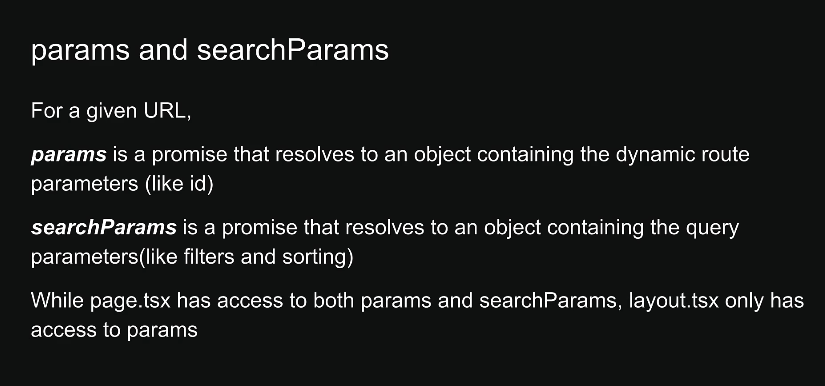 params and searchParams
For a given URL,
params is a promise that resolves to an object containing the dynamic route
parameters (like id)
searchParams is a promise that resolves to an object containing the query
parameters(like filters and sorting)
While page.tsx has access to both params and searchParams, layout.tsx only has
access to params